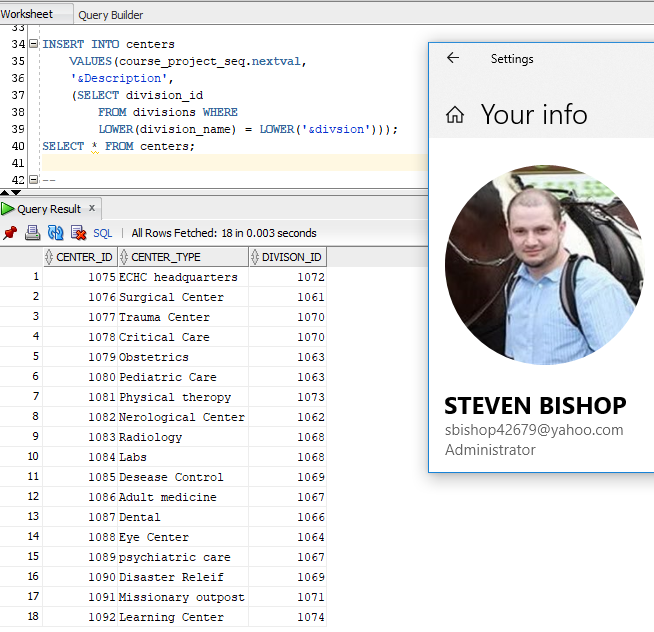 Worksheet Query Builder
33
34 INSERT INTO centers
35 VALUES(course_project_seq.nextval,
36 '&Description',
37 (SELECT division_id
38 FROM divisions WHERE
39 LOWER(division_name) = LOWER('&divsion')));
40 SELECT * FROM centers;
41
42 --
Query Result x
SQL | All Rows Fetched: 18 in 0.003 seconds
CENTER_ID CENTER_TYPE DIVISON_ID
1 1075 ECHC headquarters 1072
2 1076 Surgical Center 1061
3 1077 Trauma Center 1070
4 1078 Critical Care 1070
5 1079 Obstetrics 1063
6 1080 Pediatric Care 1063
7 1081 Physical theropy 1073
8 1082 Nerological Center 1062
9 1083 Radiology 1068
10 1084 Labs 1068
11 1085 Desease Control 1069
12 1086 Adult medicine 1067
13 1087 Dental 1066
14 1088 Eye Center 1064
15 1089 psychiatric care 1067
16 1090 Disaster Releif 1069
17 1091 Missionary outpost 1071
18 1092 Learning Center 1074
Settings
Your info
STEVEN BISHOP
sbishop42679@yahoo.com
Administrator